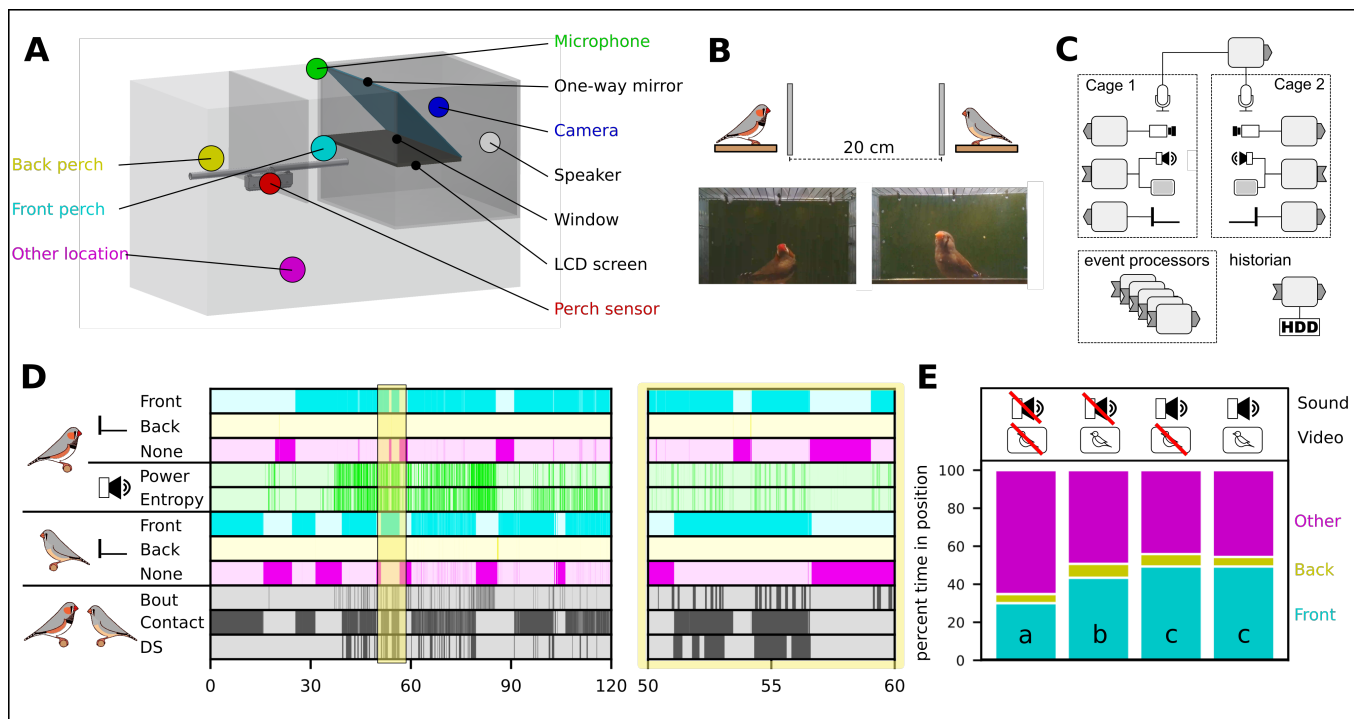 A
Microphone
One-way mirror
Camera
Speaker
Window
LCD screen
Perch sensor
Back perch
Front perch
Other location
B
20 cm
C
Cage 1
Cage 2
event processors
historian
HDD
D
Front
Back
None
Power
Entropy
Front
Back
None
Bout
Contact
DS
0 30 60 90 120
50 55 60
E
Sound
Video
percent time in position
100
80
60
40
20
0
a b c c
Other
Back
Front